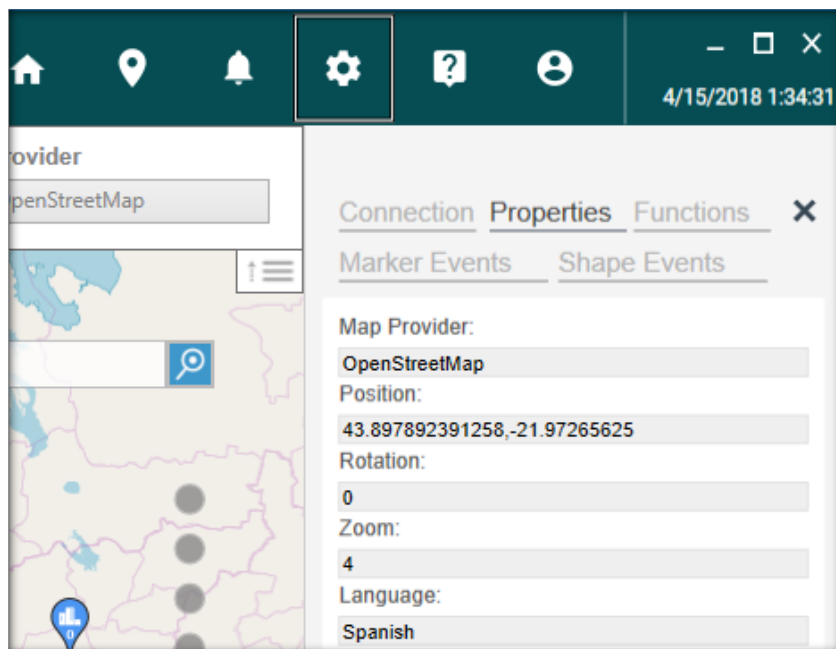 4/15/2018 1:34:31
ovider
penStreetMap
Connection Properties Functions
Marker Events Shape Events
Map Provider:
OpenStreetMap
Position:
43.897892391258,-21.97265625
Rotation:
0
Zoom:
4
Language:
Spanish
0